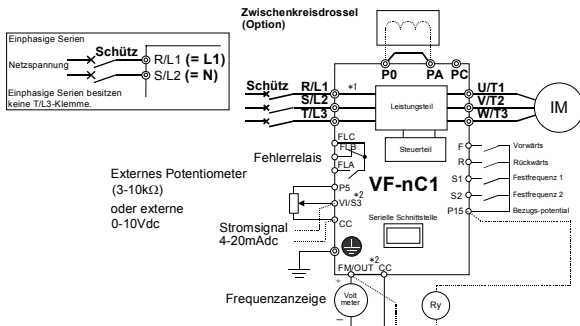 Zwischenkreisdrossel
(Option)
Einphasige Serien
Schütz
R/L1 (= L1)
Netzspannung
S/L2 (= N)
Einphasige Serien besitzen
keine T/L3-Klemme.
P0
PA
PC
Schütz
R/L1
*1
S/L2
T/L3
Leistungsteil
U/T1
V/T2
W/T3
IM
Steuerteil
FLC
FLB
FLA
Fehlerrelais
VF-nC1
F
Vorwärts
R
Rückwärts
S1
Festfrequenz 1
S2
Festfrequenz 2
P15
Bezugs-potential
Externes Potentiometer
(3-10kΩ)
oder externe
0-10Vdc
P5
*2
VI/S3
CC
Stromsignal
4-20mAdc
Serielle Schnittstelle
FM/OUT
*2
CC
Frequenzanzeige
+
Volt
meter
−
Ry